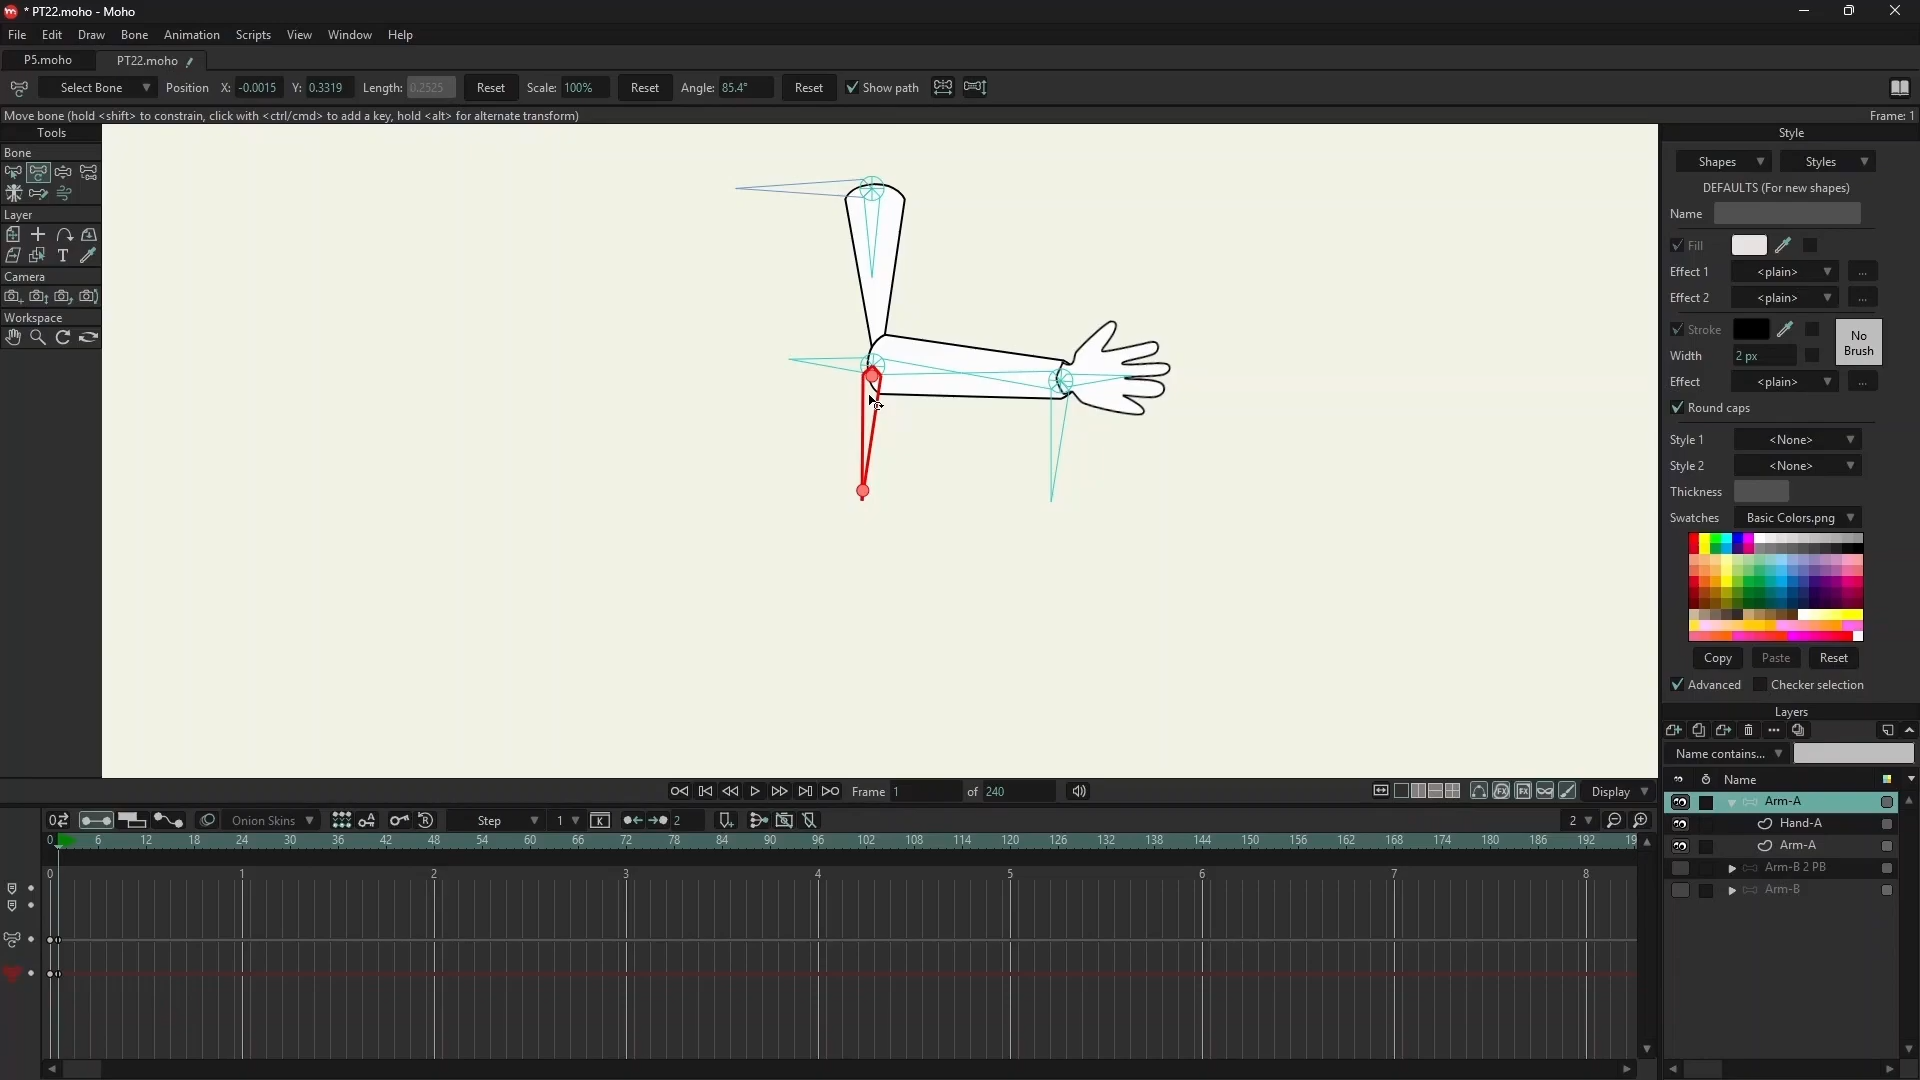 * PT22.moho - Moho
File Edit Draw Bone Animation Scripts View Window Help
P5.moho PT22.moho
Select Bone Position X: -0.0015 Y: 0.3319 Length: 0.2525 Reset Scale: 100% Reset Angle: 85.4° Reset Show path
Move bone (hold <shift> to constrain, click with <ctrl/cmd> to add a key, hold <alt> for alternate transform) Frame: 1
Tools
Bone
Layer
Camera
Workspace
Style
Shapes Styles
DEFAULTS (For new shapes)
Name
Fill
Effect 1 <plain> ...
Effect 2 <plain> ...
Stroke
No Brush
Width 2 px
Effect <plain> ...
Round caps
Style 1 <None>
Style 2 <None>
Thickness
Swatches Basic Colors.png
Copy Paste Reset
Advanced Checker selection
Layers
Name contains...
Name
Arm-A
Hand-A
Arm-A
Arm-B 2 PB
Arm-B
Frame 1 of 240 Display
Onion Skins Step 1 2 2
0 6 12 18 24 30 36 42 48 54 60 66 72 78 84 90 96 102 108 114 120 126 132 138 144 150 156 162 168 174 180 186 192 19
0 1 2 3 4 5 6 7 8